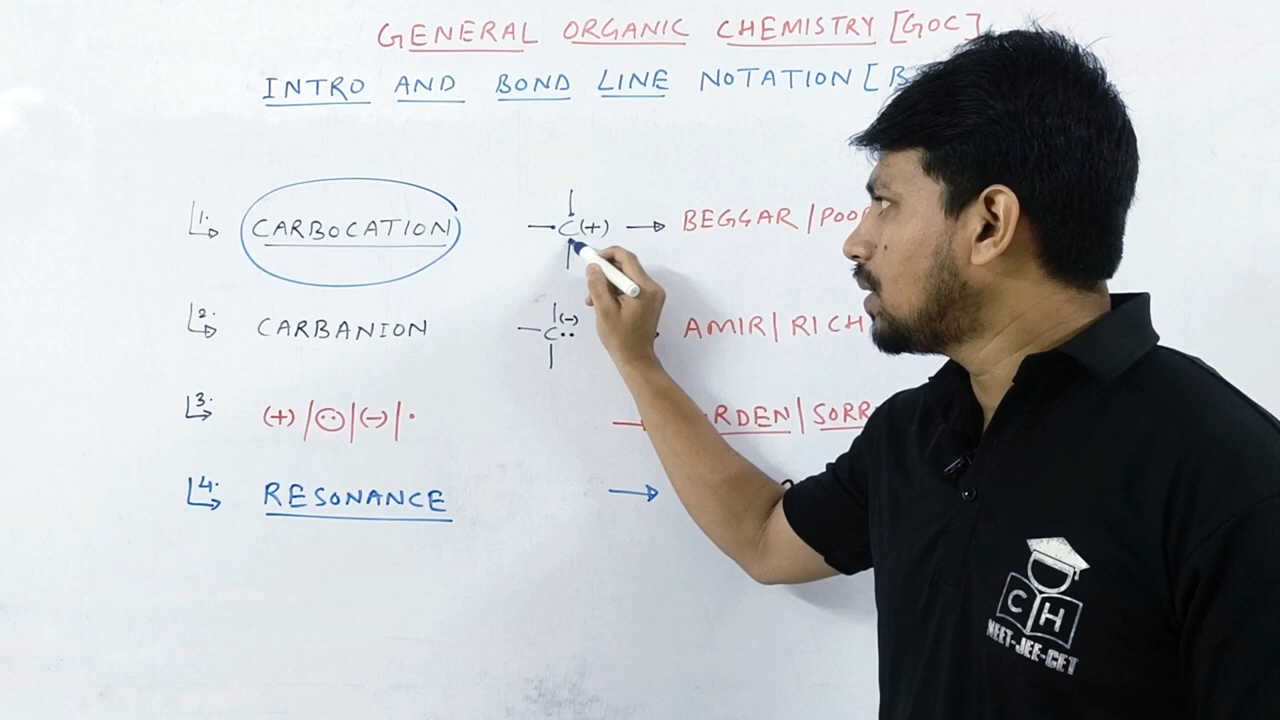 GENERAL ORGANIC CHEMISTRY [GOC]
INTRO AND BOND LINE NOTATION [B
1. CARBOCATION C(+) → BEGGAR / POO
2. CARBANION C(-) AMIR / RICH
3. (+) / (-) / · → RDEN / SORR
4. RESONANCE →
CH
NEET-JEE-CET